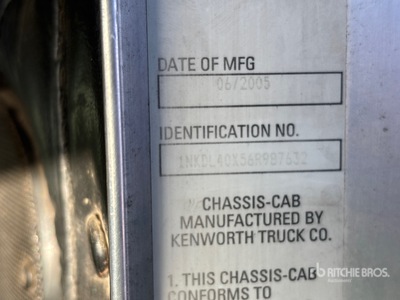 DATE OF MFG
06/2005
IDENTIFICATION NO.
1NKDL40X56R987632
CHASSIS-CAB
MANUFACTURED BY
KENWORTH TRUCK CO.
1. THIS CHASSIS-CAB
CONFORMS TO
RITCHIE BROS.